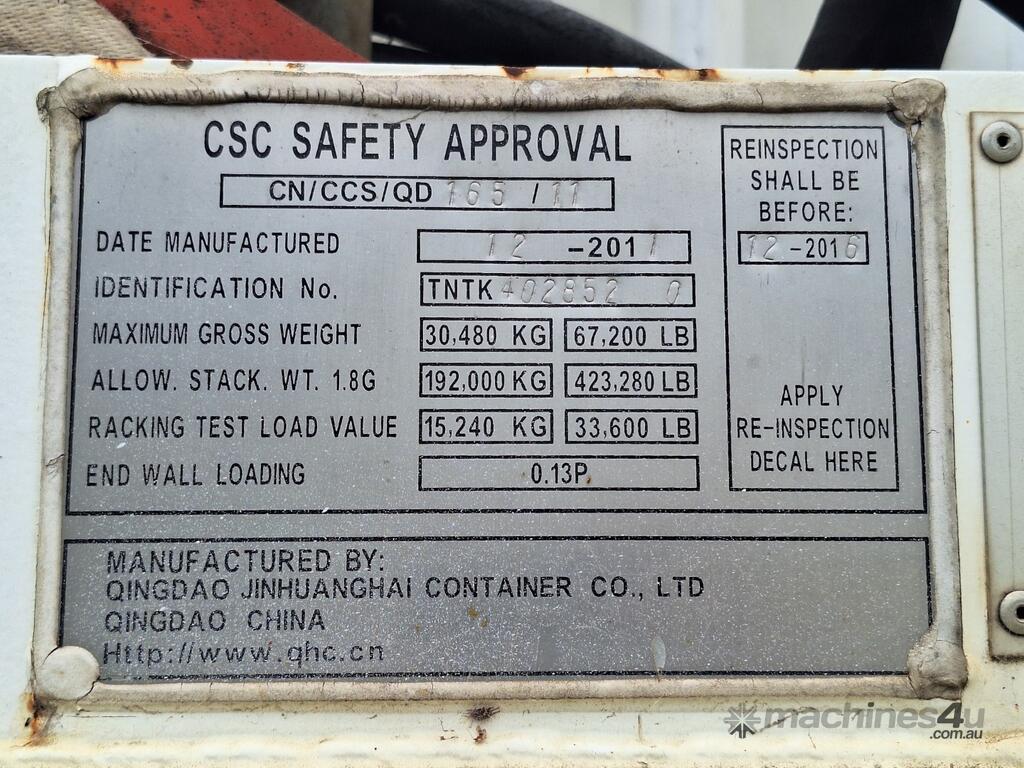 CSC SAFETY APPROVAL
CN/CCS/QD 165 / 11
DATE MANUFACTURED 12 -2011
IDENTIFICATION No. TNTK 402852 0
MAXIMUM GROSS WEIGHT 30,480 KG 67,200 LB
ALLOW. STACK. WT. 1.8G 192,000 KG 423,280 LB
RACKING TEST LOAD VALUE 15,240 KG 33,600 LB
END WALL LOADING 0.13P.
REINSPECTION
SHALL BE
BEFORE:
12 -2016
APPLY
RE-INSPECTION
DECAL HERE
MANUFACTURED BY:
QINGDAO JINHUANGHAI CONTAINER CO., LTD
QINGDAO CHINA
Http://www.qhc.cn
machines4u
.com.au